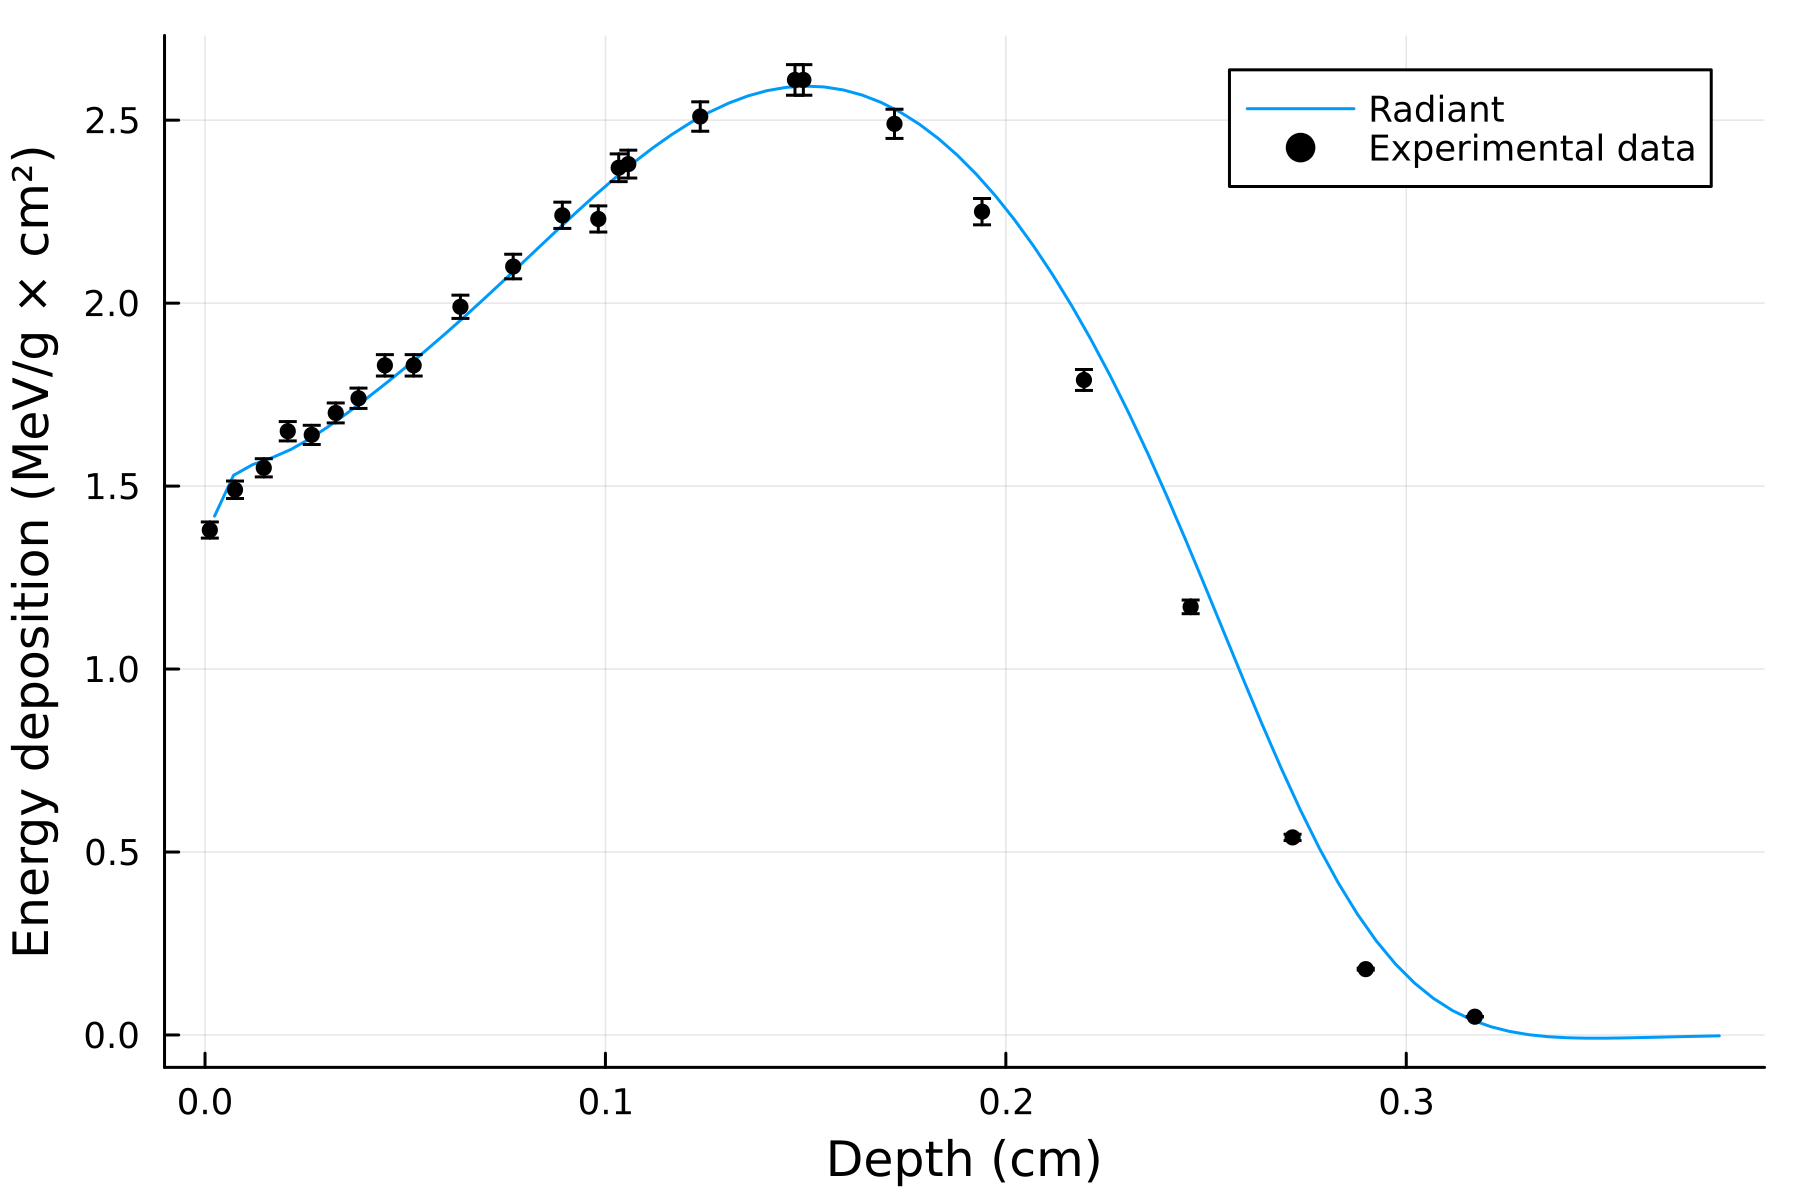 Energy deposition (MeV/g × cm²)
2.5
2.0
1.5
1.0
0.5
0.0
Radiant
Experimental data
0.0 0.1 0.2 0.3
Depth (cm)